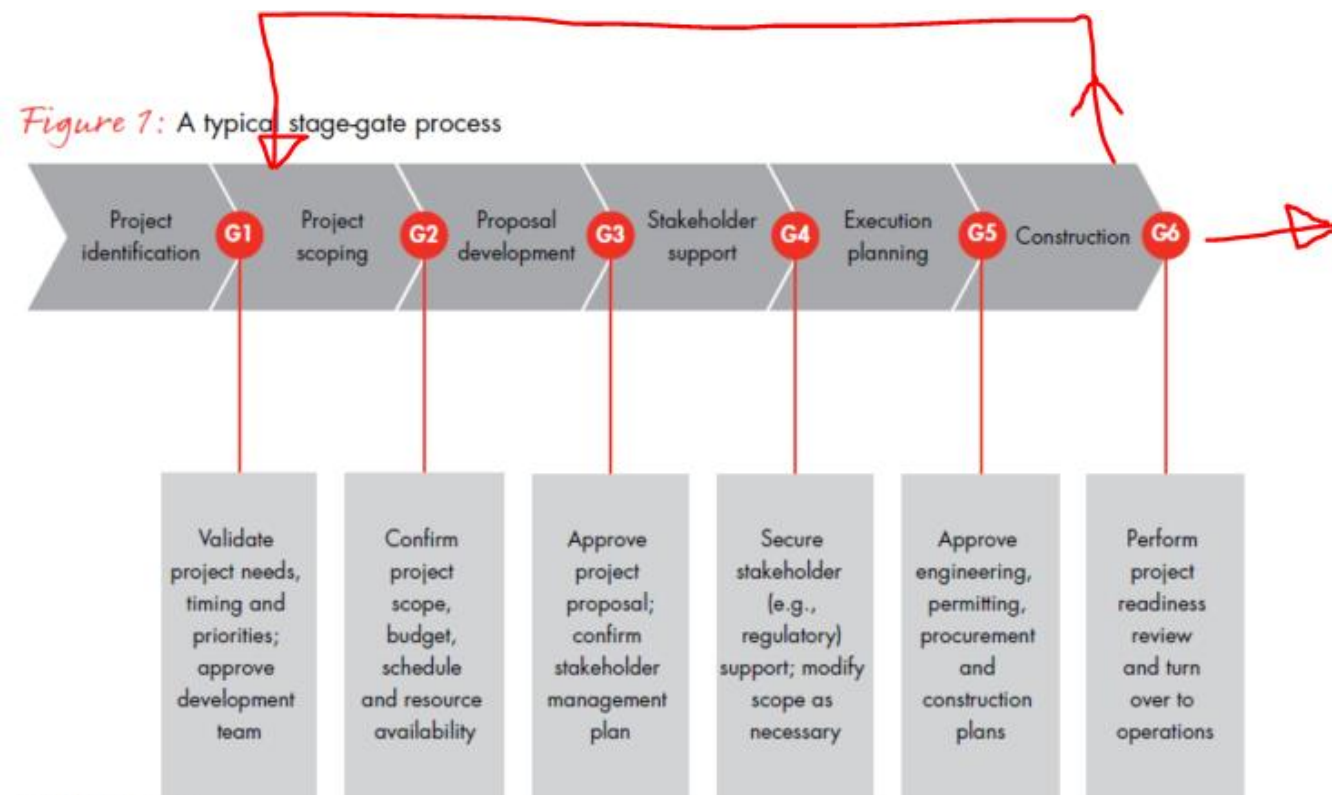 Figure 1: A typical stage-gate process
Project
identification
G1
Project
scoping
G2
Proposal
development
G3
Stakeholder
support
G4
Execution
planning
G5
Construction
G6
Validate
project needs,
timing and
priorities;
approve
development
team
Confirm
project
scope,
budget,
schedule
and resource
availability
Approve
project
proposal;
confirm
stakeholder
management
plan
Secure
stakeholder
(e.g.,
regulatory)
support; modify
scope as
necessary
Approve
engineering,
permitting,
procurement
and
construction
plans
Perform
project
readiness
review
and turn
over to
operations